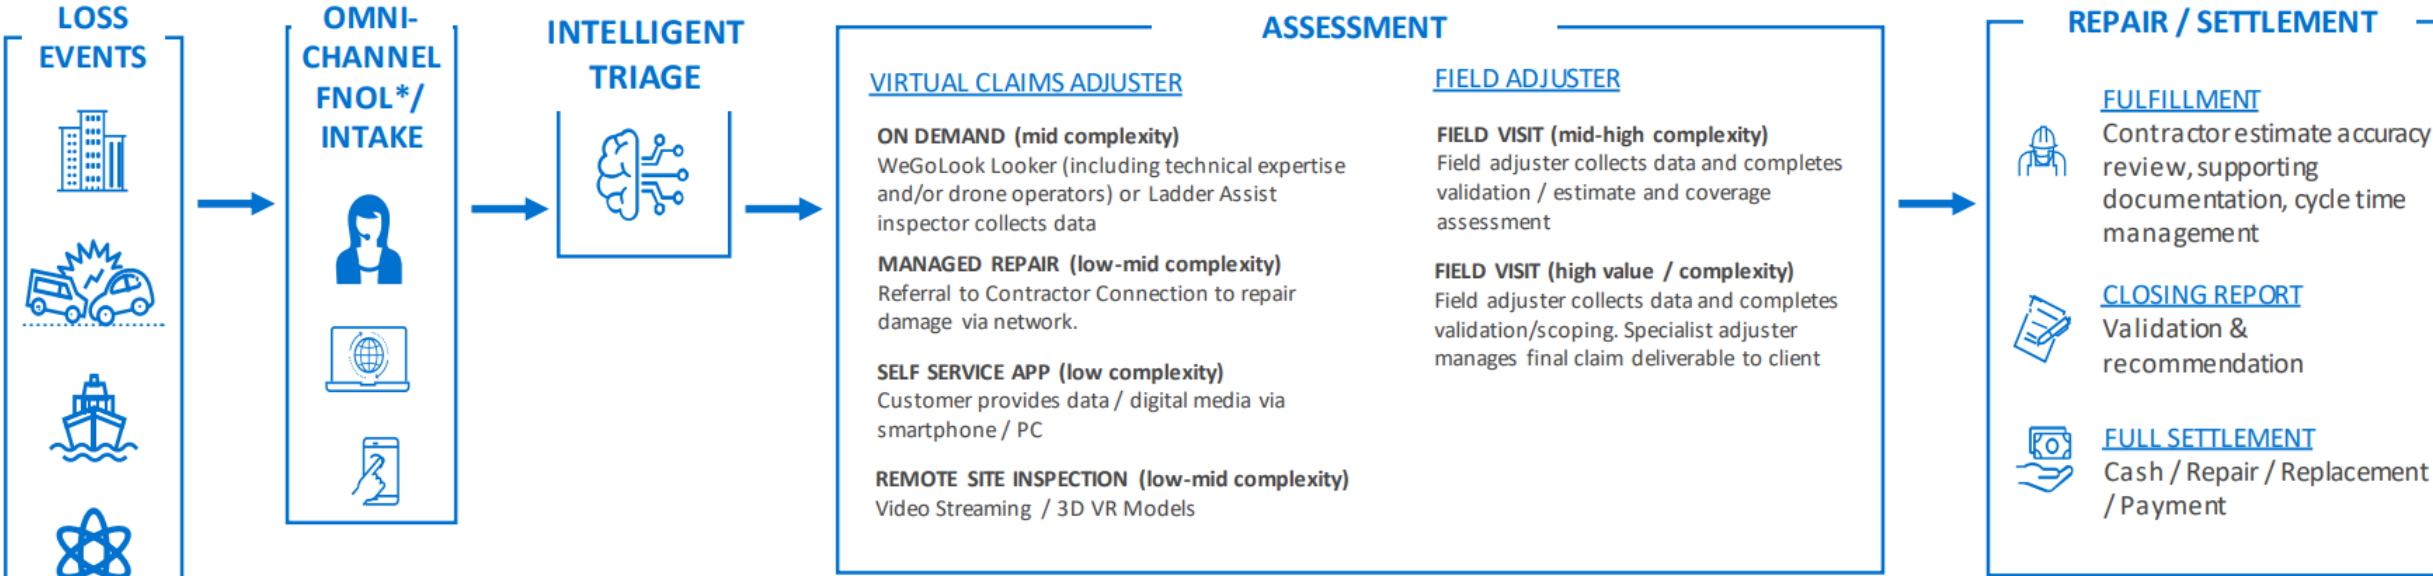 LOSS
EVENTS
OMNI-
CHANNEL
FNOL*/
INTAKE
INTELLIGENT
TRIAGE
ASSESSMENT
VIRTUAL CLAIMS ADJUSTER
ON DEMAND (mid complexity)
WeGoLook Looker (including technical expertise
and/or drone operators) or Ladder Assist
inspector collects data
MANAGED REPAIR (low-mid complexity)
Referral to Contractor Connection to repair
damage via network.
SELF SERVICE APP (low complexity)
Customer provides data / digital media via
smartphone / PC
REMOTE SITE INSPECTION (low-mid complexity)
Video Streaming / 3D VR Models
FIELD ADJUSTER
FIELD VISIT (mid-high complexity)
Field adjuster collects data and completes
validation / estimate and coverage
assessment
FIELD VISIT (high value / complexity)
Field adjuster collects data and completes
validation/scoping. Specialist adjuster
manages final claim deliverable to client
REPAIR / SETTLEMENT
FULFILLMENT
Contractor estimate accuracy
review, supporting
documentation, cycle time
management
CLOSING REPORT
Validation &
recommendation
FULL SETTLEMENT
Cash / Repair / Replacement
/ Payment